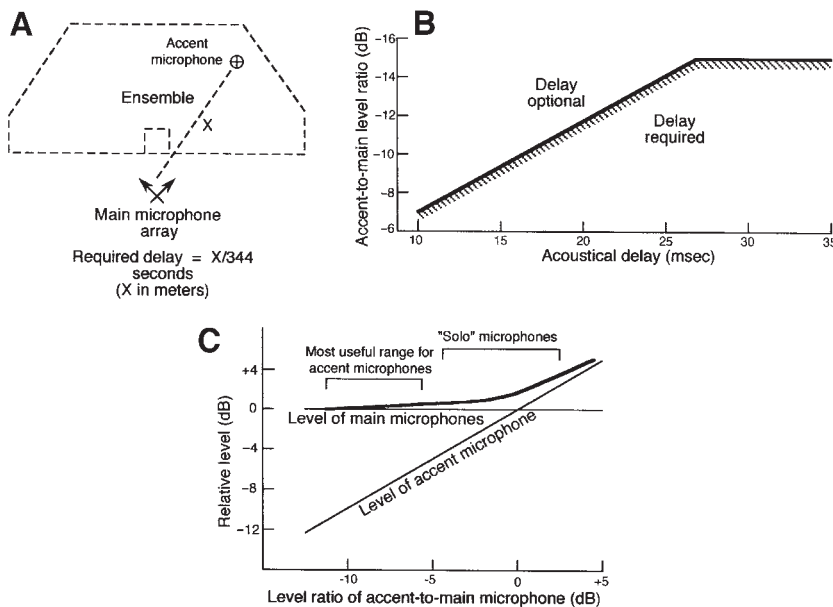 A
Accent
microphone
Ensemble
X
Main microphone
array
Required delay = X/344
seconds
(X in meters)
B
Accent-to-main level ratio (dB)
-16
-14
-12
-10
-8
-6
Delay
optional
Delay
required
10
15
20
25
30
35
Acoustical delay (msec)
C
"Solo" microphones
Most useful range for
accent microphones
Relative level (dB)
+4
0
-4
-8
-12
Level of main microphones
Level of accent microphone
-10
-5
0
+5
Level ratio of accent-to-main microphone (dB)